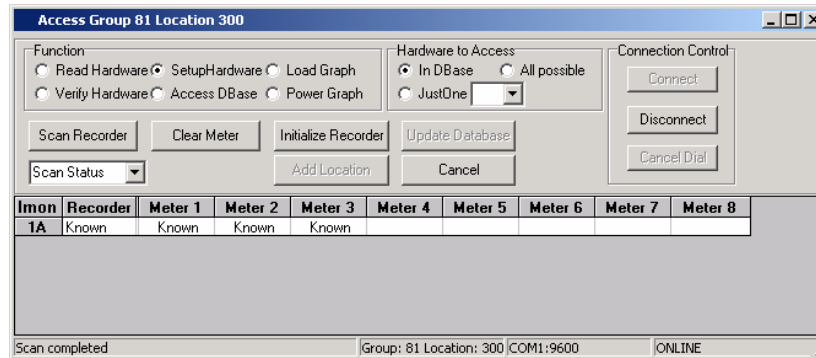 Access Group 81 Location 300
Function
Read Hardware SetupHardware Load Graph
Verify Hardware Access DBase Power Graph
Hardware to Access
In DBase All possible
JustOne
Connection Control
Connect
Disconnect
Cancel Dial
Scan Recorder Clear Meter Initialize Recorder Update Database
Scan Status Add Location Cancel
Imon Recorder Meter 1 Meter 2 Meter 3 Meter 4 Meter 5 Meter 6 Meter 7 Meter 8
1A Known Known Known Known
Scan completed Group: 81 Location: 300 COM1:9600 ONLINE